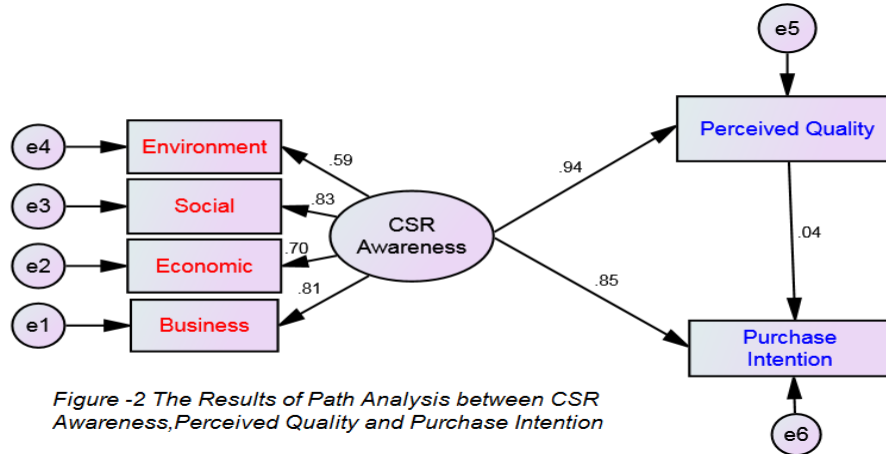 e5
e4
Environment
Perceived Quality
.59
.94
e3
Social
.83
CSR
Awareness
.04
e2
Economic
.70
.85
e1
Business
.81
Purchase
Intention
Figure -2 The Results of Path Analysis between CSR
Awareness,Perceived Quality and Purchase Intention
e6